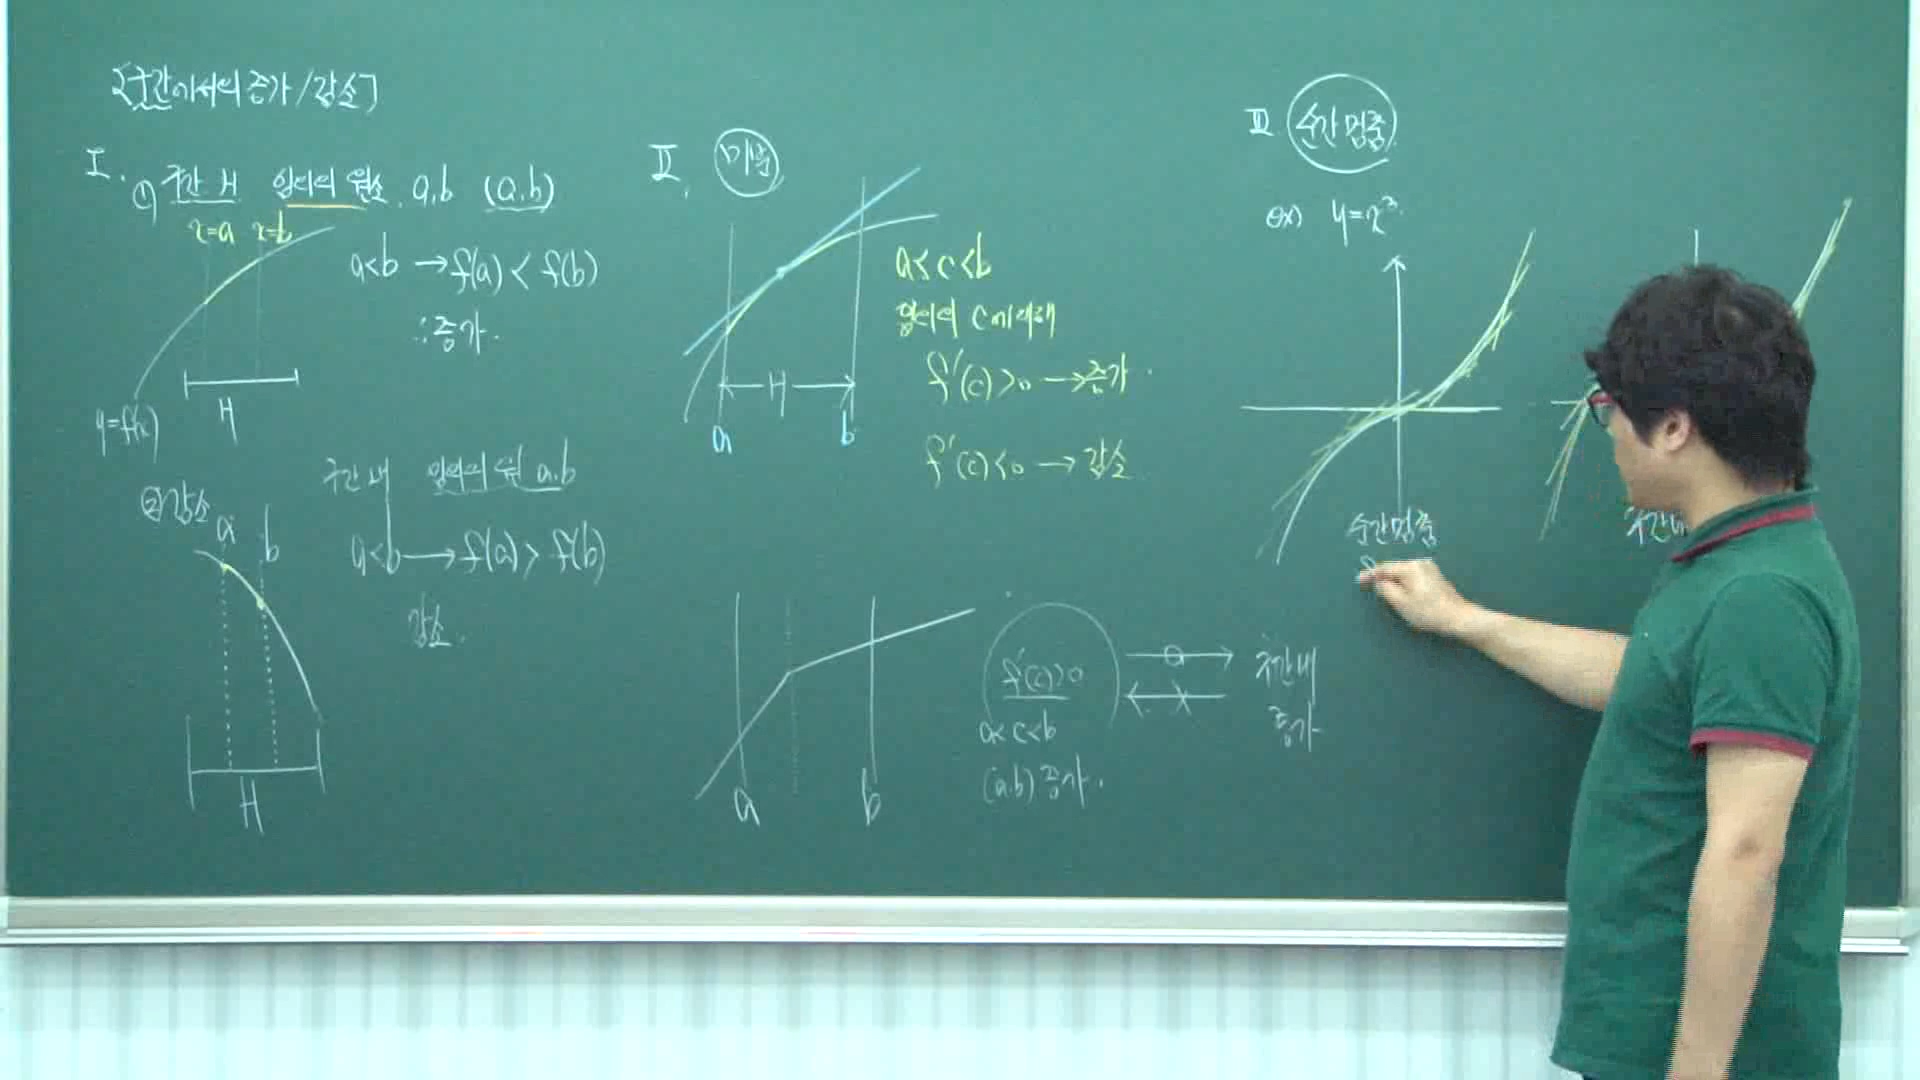 [구간에서의 증가/감소]
I. ① 구간 H 임의의 원소 a,b (a,b)
x=a x=b
a<b → f(a) < f(b)
∴증가.
H
y=f(x)
②감소
구간내 임의의 원소 a.b
a b
a<b → f(a) > f(b)
감소.
H
II. 미분
a<c<b
임의의 c에 대해
f'(c)>0 → 증가.
f'(c)<0 → 감소
H
a b
a b
f'(c)>0
a<c<b
(a.b) 증가.
구간내
증가
III 순간멈춤
ex) y=x³.
순간멈춤
구간내